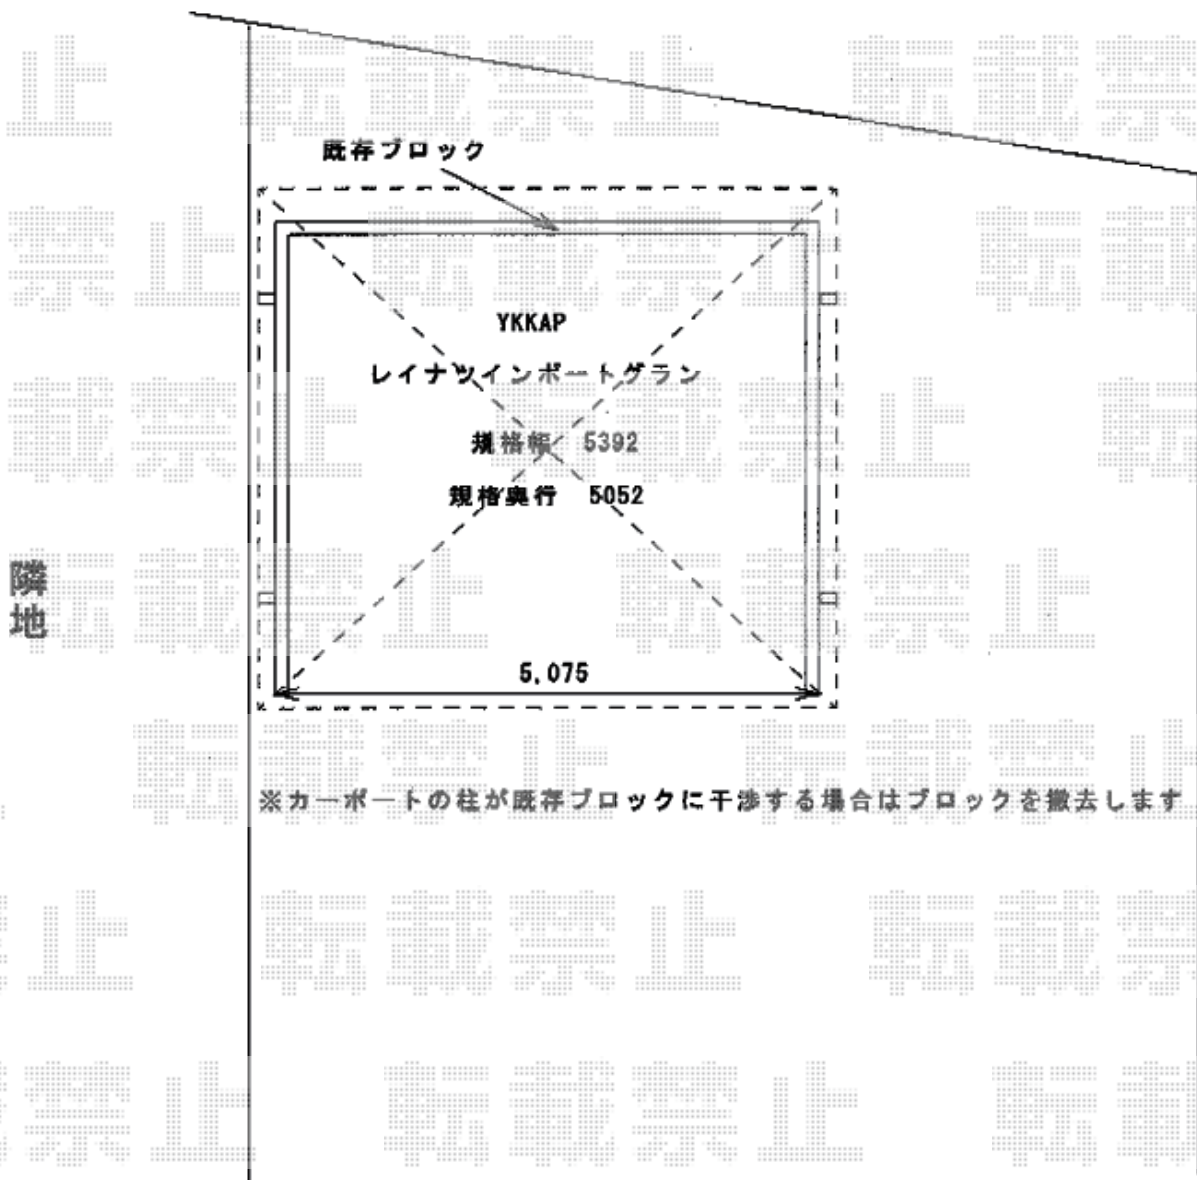 既存ブロック
YKKAP
レイナツインポートグラン
規格幅 5392
規格奥行 5052
隣地
5,075
※カーポートの柱が既存ブロックに干渉する場合はブロックを撤去します
転載禁止